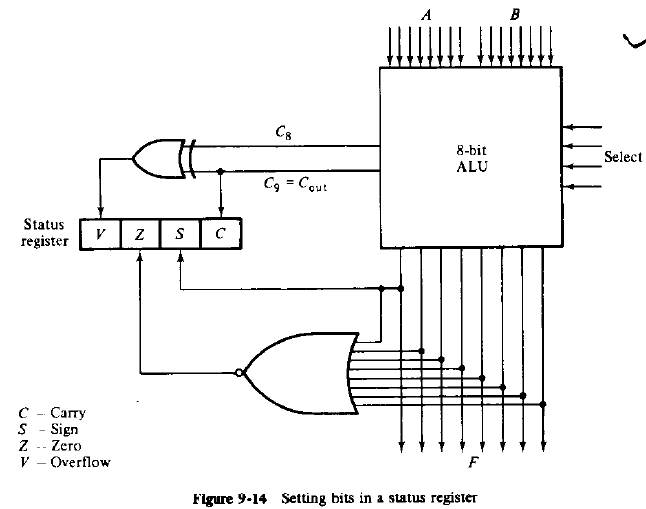 A B
C8
8-bit
ALU
Select
C9 = Cout
Status
register
V Z S C
C – Carry
S – Sign
Z – Zero
V – Overflow
F
Figure 9-14 Setting bits in a status register